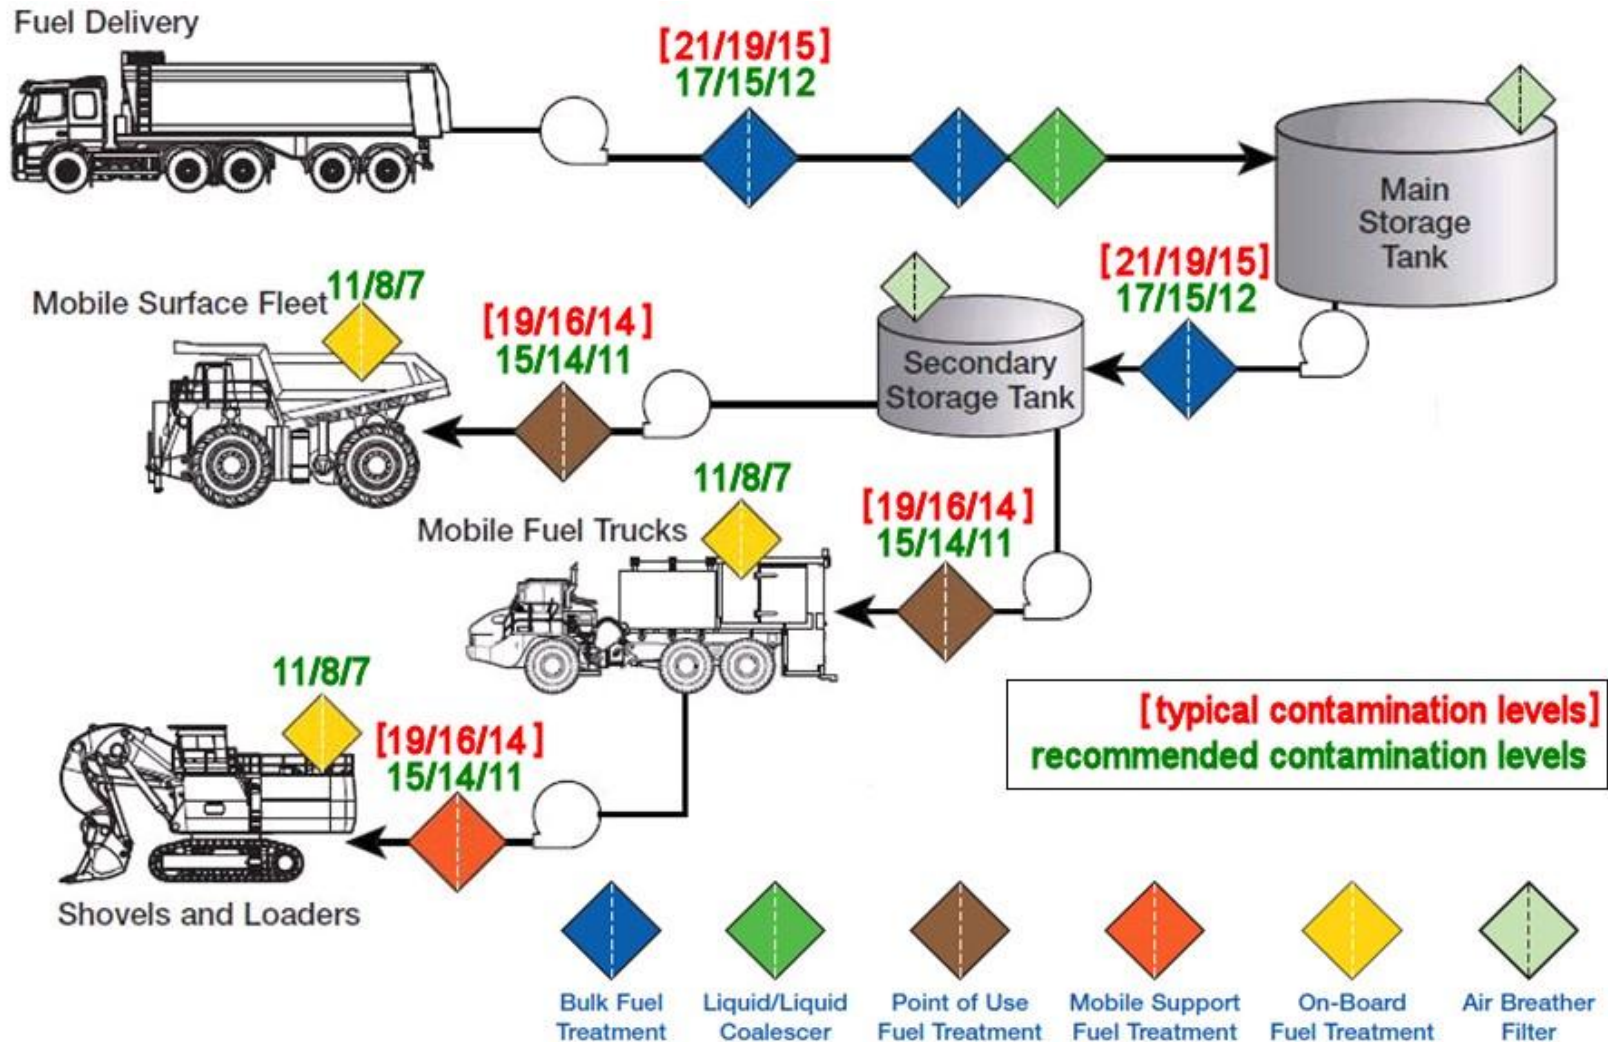 Fuel Delivery
[21/19/15]
17/15/12
Main
Storage
Tank
[21/19/15]
17/15/12
Secondary
Storage Tank
Mobile Surface Fleet
11/8/7
[19/16/14]
15/14/11
Mobile Fuel Trucks
11/8/7
[19/16/14]
15/14/11
11/8/7
[19/16/14]
15/14/11
Shovels and Loaders
[typical contamination levels]
recommended contamination levels
Bulk Fuel
Treatment
Liquid/Liquid
Coalescer
Point of Use
Fuel Treatment
Mobile Support
Fuel Treatment
On-Board
Fuel Treatment
Air Breather
Filter